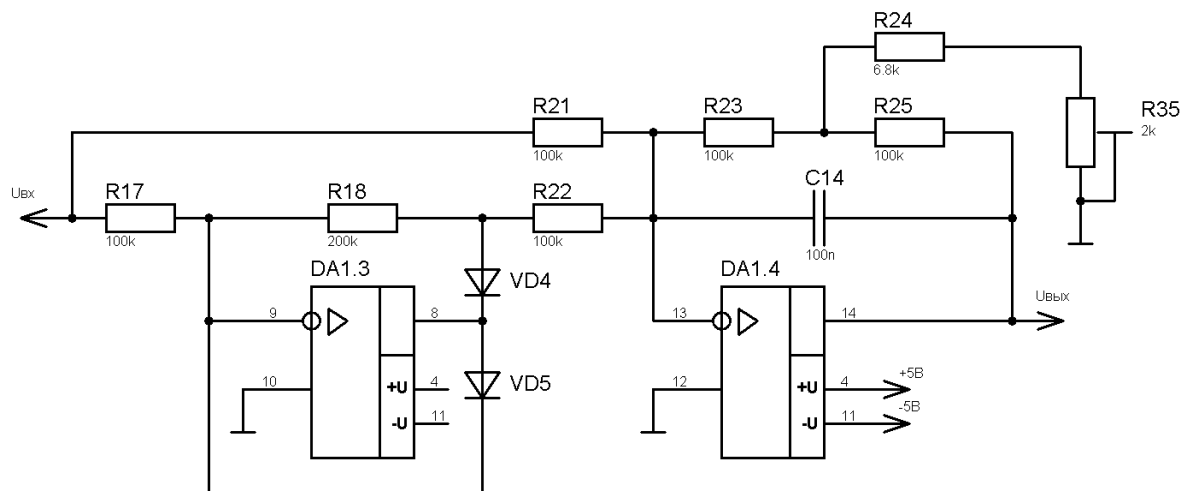 R24
6.8k
R21
R23
R25
R35
2k
100k
100k
100k
Uвх
R17
R18
R22
C14
100k
200k
100k
100n
DA1.3
VD4
DA1.4
Uвых
9
8
13
14
10
VD5
12
+5В
+U
4
+U
4
-5В
-U
11
-U
11